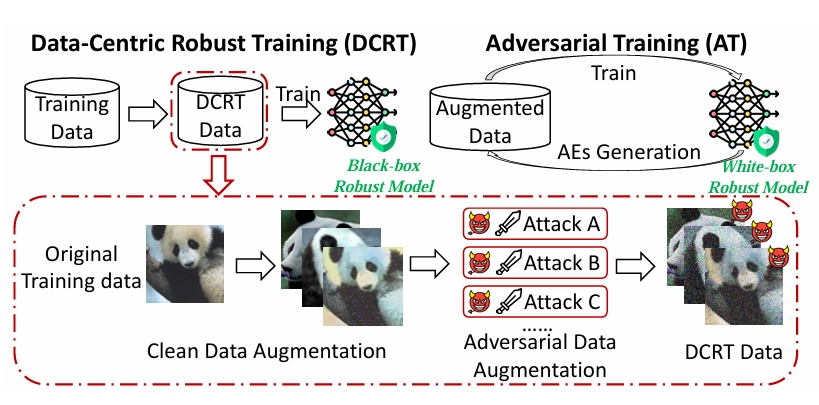 Data-Centric Robust Training (DCRT)
Adversarial Training (AT)
Training
Data
DCRT
Data
Train
Black-box
Robust Model
Augmented
Data
Train
AEs Generation
White-box
Robust Model
Original
Training data
Clean Data Augmentation
Attack A
Attack B
Attack C
......
Adversarial Data
Augmentation
DCRT Data